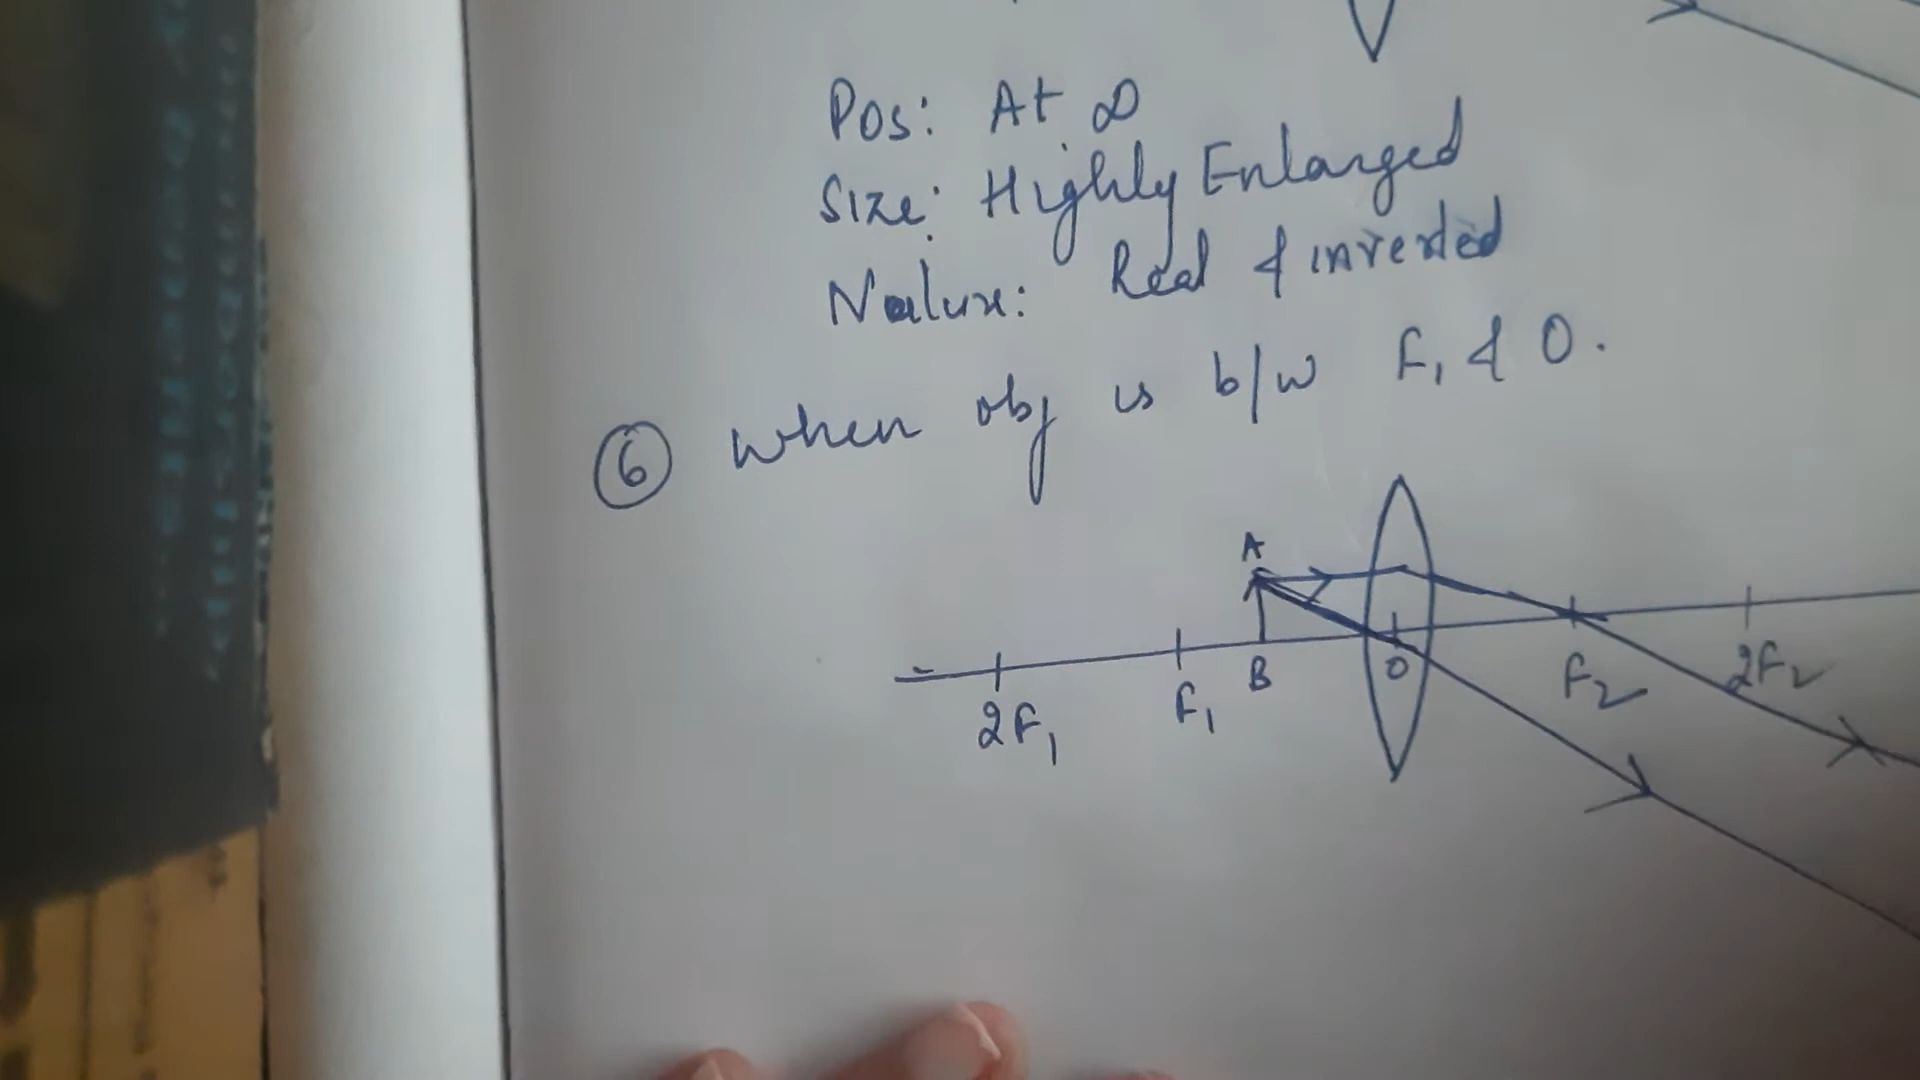 Pos: At ∞
Size: Highly Enlarged
Nature: Real & inverted
⑥ When obj is b/w F₁ & O.
A
2F₁ F₁ B O F₂ 2F₂